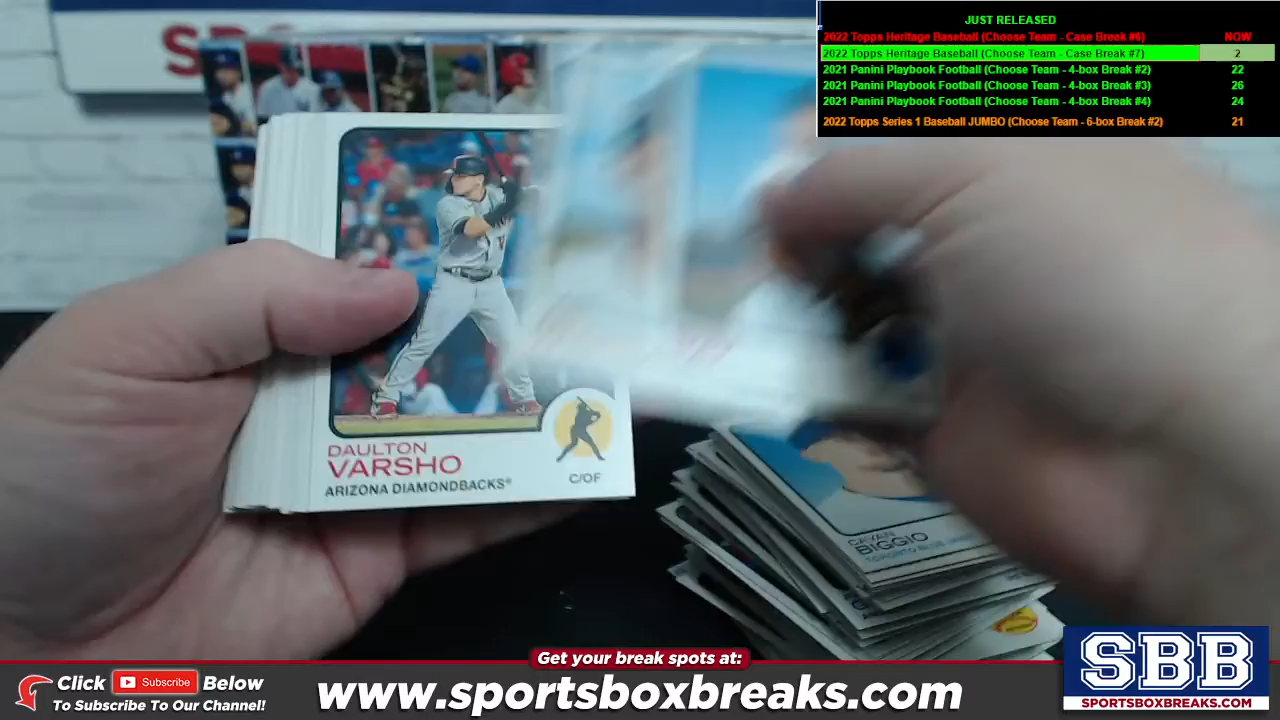 JUST RELEASED
2022 Topps Heritage Baseball (Choose Team - Case Break #6) NOW
2022 Topps Heritage Baseball (Choose Team - Case Break #7) 2
2021 Panini Playbook Football (Choose Team - 4-box Break #2) 22
2021 Panini Playbook Football (Choose Team - 4-box Break #3) 26
2021 Panini Playbook Football (Choose Team - 4-box Break #4) 24
2022 Topps Series 1 Baseball JUMBO (Choose Team - 6-box Break #2) 21
DAULTON
VARSHO
ARIZONA DIAMONDBACKS®
C/OF
CAVAN
BIGGIO
TORONTO BLUE
Get your break spots at:
Click Subscribe Below
To Subscribe To Our Channel!
www.sportsboxbreaks.com
SBB
SPORTSBOXBREAKS.COM